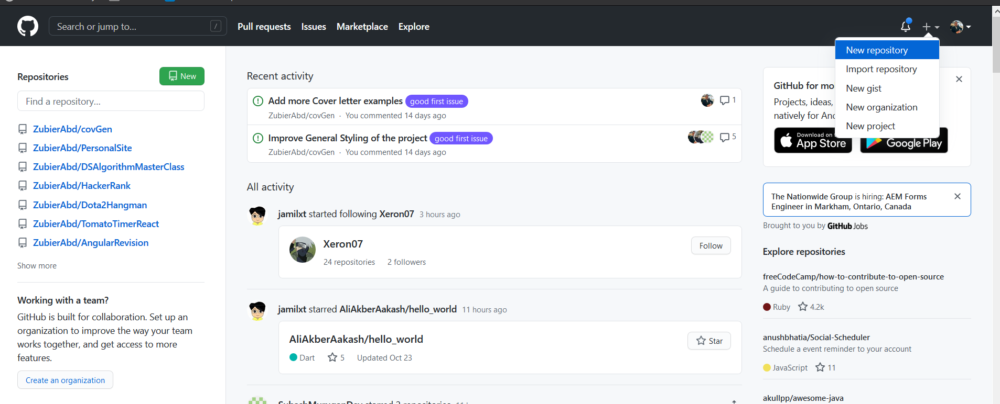 Search or jump to... /
Pull requests Issues Marketplace Explore
New repository
Import repository
New gist
New organization
New project
Repositories
New
Find a repository...
ZubierAbd/covGen
ZubierAbd/PersonalSite
ZubierAbd/DSAlgorithmMasterClass
ZubierAbd/HackerRank
ZubierAbd/Dota2Hangman
ZubierAbd/TomatoTimerReact
ZubierAbd/AngularRevision
Show more
Working with a team?
GitHub is built for collaboration. Set up an
organization to improve the way your team
works together, and get access to more
features.
Create an organization
Recent activity
Add more Cover letter examples good first issue 1
ZubierAbd/covGen · You commented 14 days ago
Improve General Styling of the project good first issue 5
ZubierAbd/covGen · You commented 14 days ago
All activity
jamilxt started following Xeron07 3 hours ago
Xeron07
Follow
24 repositories 2 followers
jamilxt starred AliAkberAakash/hello_world 11 hours ago
AliAkberAakash/hello_world
Star
Dart 5 Updated Oct 23
starred 2 repositories
GitHub for mo
Projects, ideas,
natively for And
Download on
App Store
Google Play
The Nationwide Group is hiring: AEM Forms
Engineer in Markham, Ontario, Canada
Brought to you by GitHub Jobs
Explore repositories
freeCodeCamp/how-to-contribute-to-open-source
A guide to contributing to open source
Ruby 4.2k
anushbhatia/Social-Scheduler
Schedule a event reminder to your account
JavaScript 11
akullpp/awesome-java